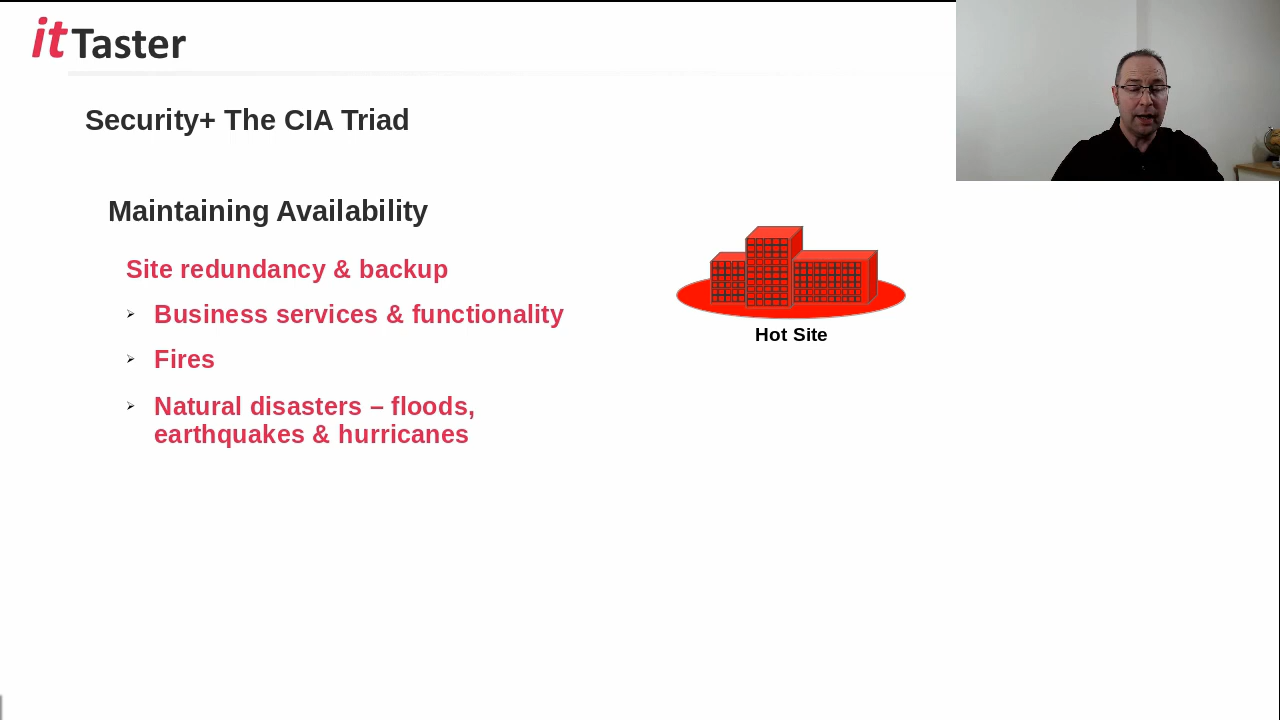 itTaster
Security+ The CIA Triad
Maintaining Availability
Site redundancy & backup
Business services & functionality
Fires
Natural disasters – floods,
earthquakes & hurricanes
Hot Site